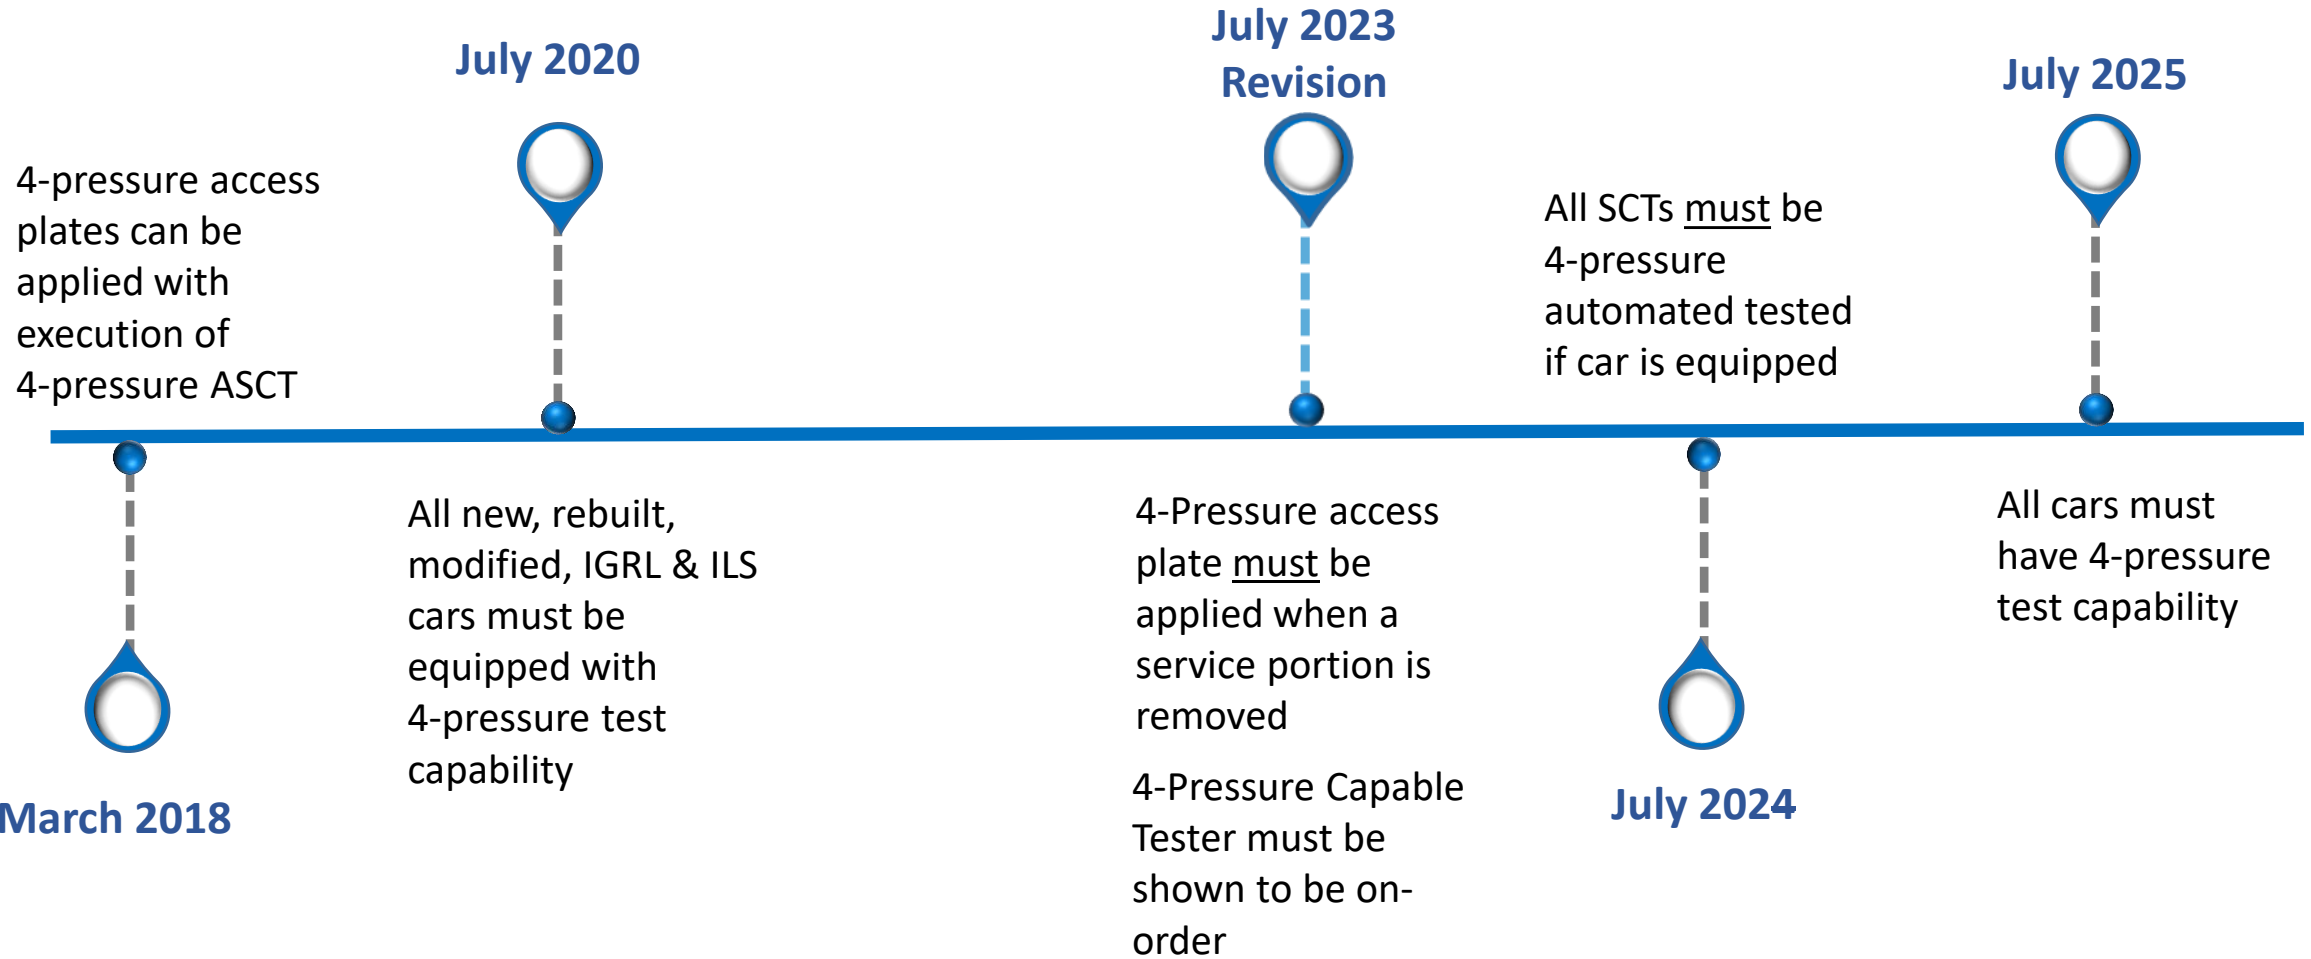 4-pressure access
plates can be
applied with
execution of
4-pressure ASCT
March 2018
July 2020
All new, rebuilt,
modified, IGRL & ILS
cars must be
equipped with
4-pressure test
capability
July 2023
Revision
4-Pressure access
plate must be
applied when a
service portion is
removed
4-Pressure Capable
Tester must be
shown to be on-
order
All SCTs must be
4-pressure
automated tested
if car is equipped
July 2024
July 2025
All cars must
have 4-pressure
test capability